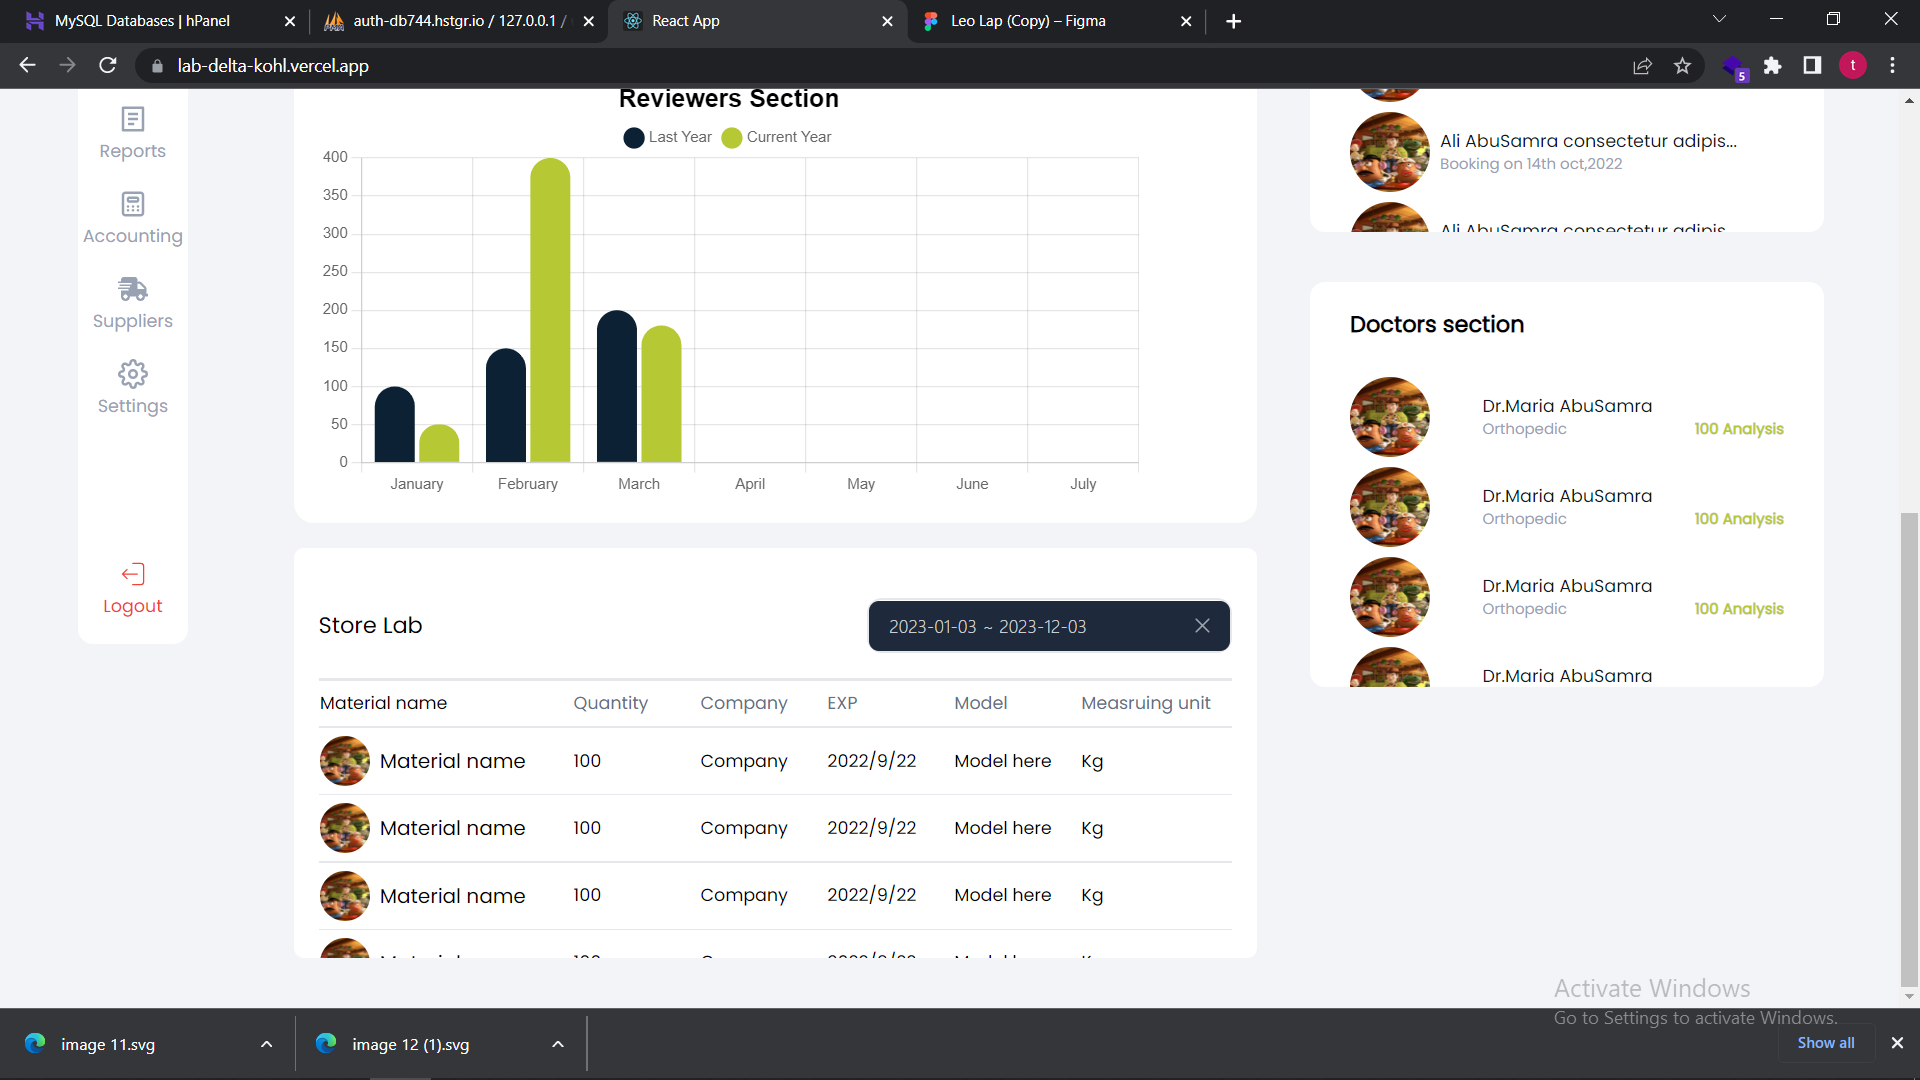 MySQL Databases | hPanel
auth-db744.hstgr.io / 127.0.0.1 /
React App
Leo Lap (Copy) – Figma
lab-delta-kohl.vercel.app
5
t
Reports
Accounting
Suppliers
Settings
Logout
Reviewers Section
Last Year
Current Year
400
350
300
250
200
150
100
50
0
January
February
March
April
May
June
July
Ali AbuSamra consectetur adipis...
Booking on 14th oct,2022
Ali AbuSamra consectetur adipis
Doctors section
Dr.Maria AbuSamra
Orthopedic
100 Analysis
Dr.Maria AbuSamra
Orthopedic
100 Analysis
Dr.Maria AbuSamra
Orthopedic
100 Analysis
Dr.Maria AbuSamra
Store Lab
2023-01-03 ~ 2023-12-03
Material name Quantity Company EXP Model Measruing unit
Material name 100 Company 2022/9/22 Model here Kg
Material name 100 Company 2022/9/22 Model here Kg
Material name 100 Company 2022/9/22 Model here Kg
Activate Windows
Go to Settings to activate Windows.
image 11.svg
image 12 (1).svg
Show all